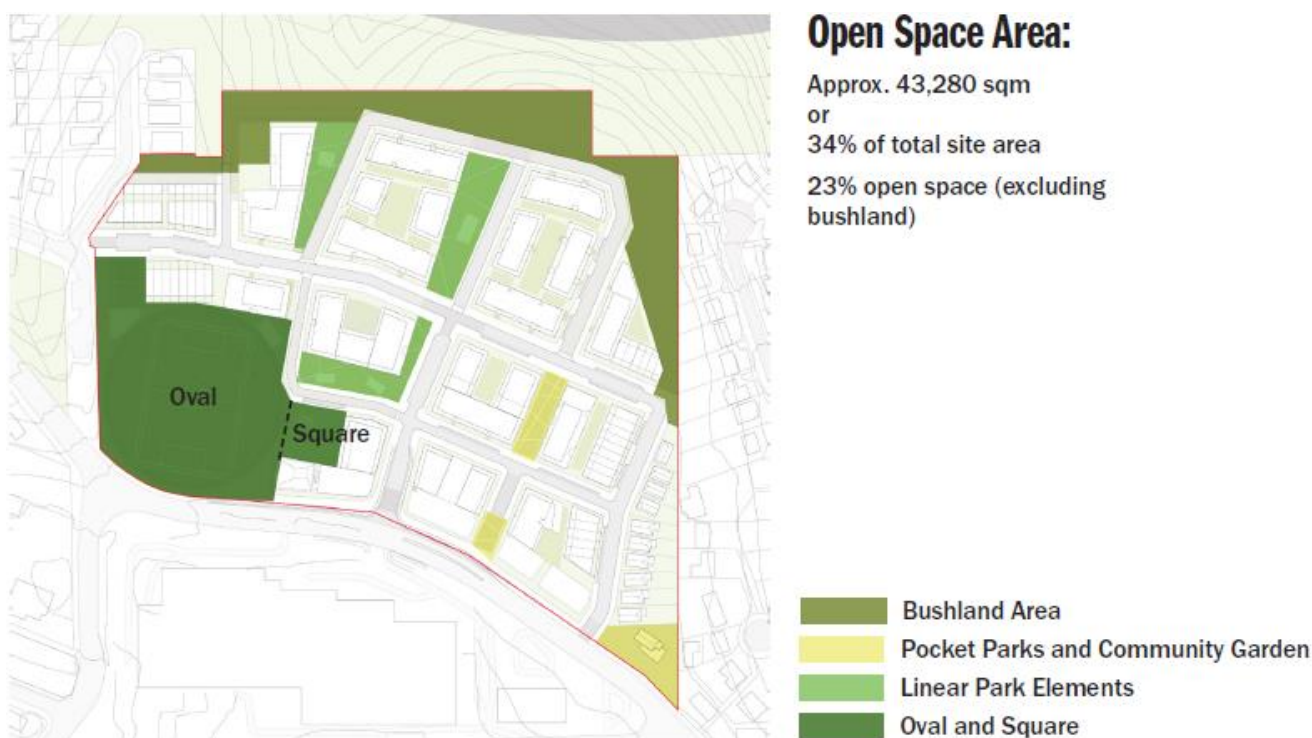 Open Space Area:
Approx. 43,280 sqm
or
34% of total site area
23% open space (excluding
bushland)
Oval
Square
Bushland Area
Pocket Parks and Community Garden
Linear Park Elements
Oval and Square